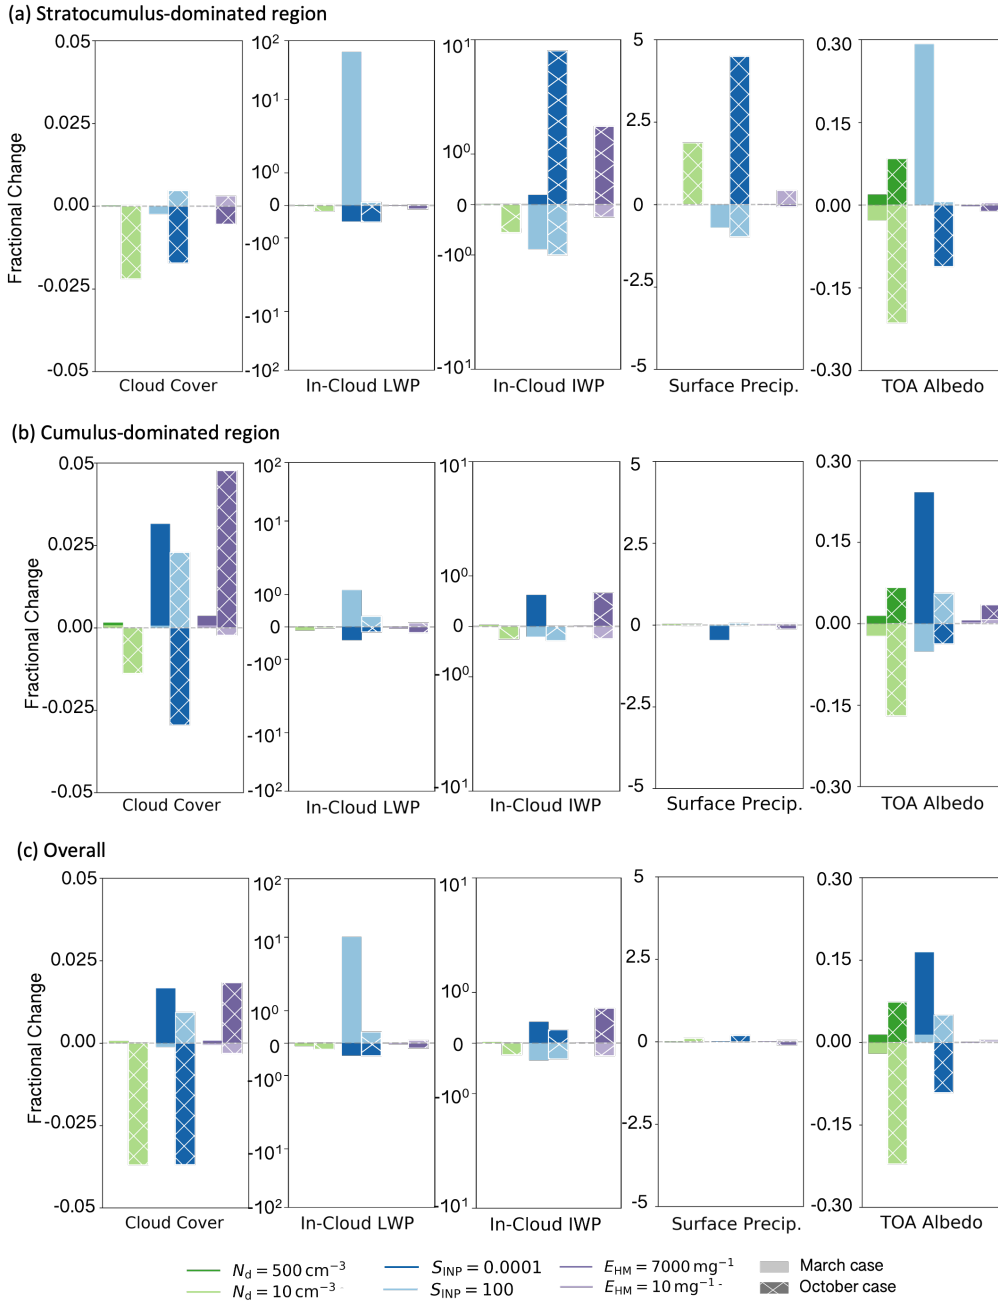 (a) Stratocumulus-dominated region
Fractional Change
0.05
0.025
0.00
-0.025
-0.05
Cloud Cover
10²
10¹
10⁰
0
-10⁰
-10¹
-10²
In-Cloud LWP
10¹
10⁰
0
-10⁰
-10¹
In-Cloud IWP
5
2.5
0
-2.5
-5
Surface Precip.
0.30
0.15
0.00
-0.15
-0.30
TOA Albedo
(b) Cumulus-dominated region
Fractional Change
0.05
0.025
0.00
-0.025
-0.05
Cloud Cover
10²
10¹
10⁰
0
-10⁰
-10¹
-10²
In-Cloud LWP
10¹
10⁰
0
-10⁰
-10¹
In-Cloud IWP
5
2.5
0
-2.5
-5
Surface Precip.
0.30
0.15
0.00
-0.15
-0.30
TOA Albedo
(c) Overall
Fractional Change
0.05
0.025
0.00
-0.025
-0.05
Cloud Cover
10²
10¹
10⁰
0
-10⁰
-10¹
-10²
In-Cloud LWP
10¹
10⁰
0
-10⁰
-10¹
In-Cloud IWP
5
2.5
0
-2.5
-5
Surface Precip.
0.30
0.15
0.00
-0.15
-0.30
TOA Albedo
N_d = 500 cm⁻³
N_d = 10 cm⁻³
S_INP = 0.0001
S_INP = 100
E_HM = 7000 mg⁻¹
E_HM = 10 mg⁻¹
March case
October case